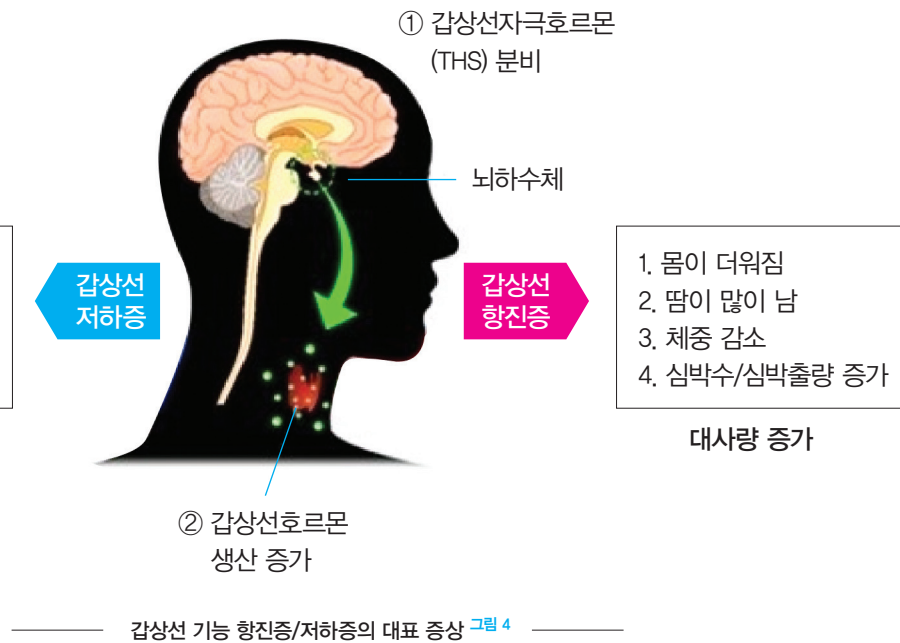 ① 갑상선자극호르몬
(THS) 분비
뇌하수체
갑상선
저하증
갑상선
항진증
1. 몸이 더워짐
2. 땀이 많이 남
3. 체중 감소
4. 심박수/심박출량 증가
대사량 증가
② 갑상선호르몬
생산 증가
갑상선 기능 항진증/저하증의 대표 증상 그림 4